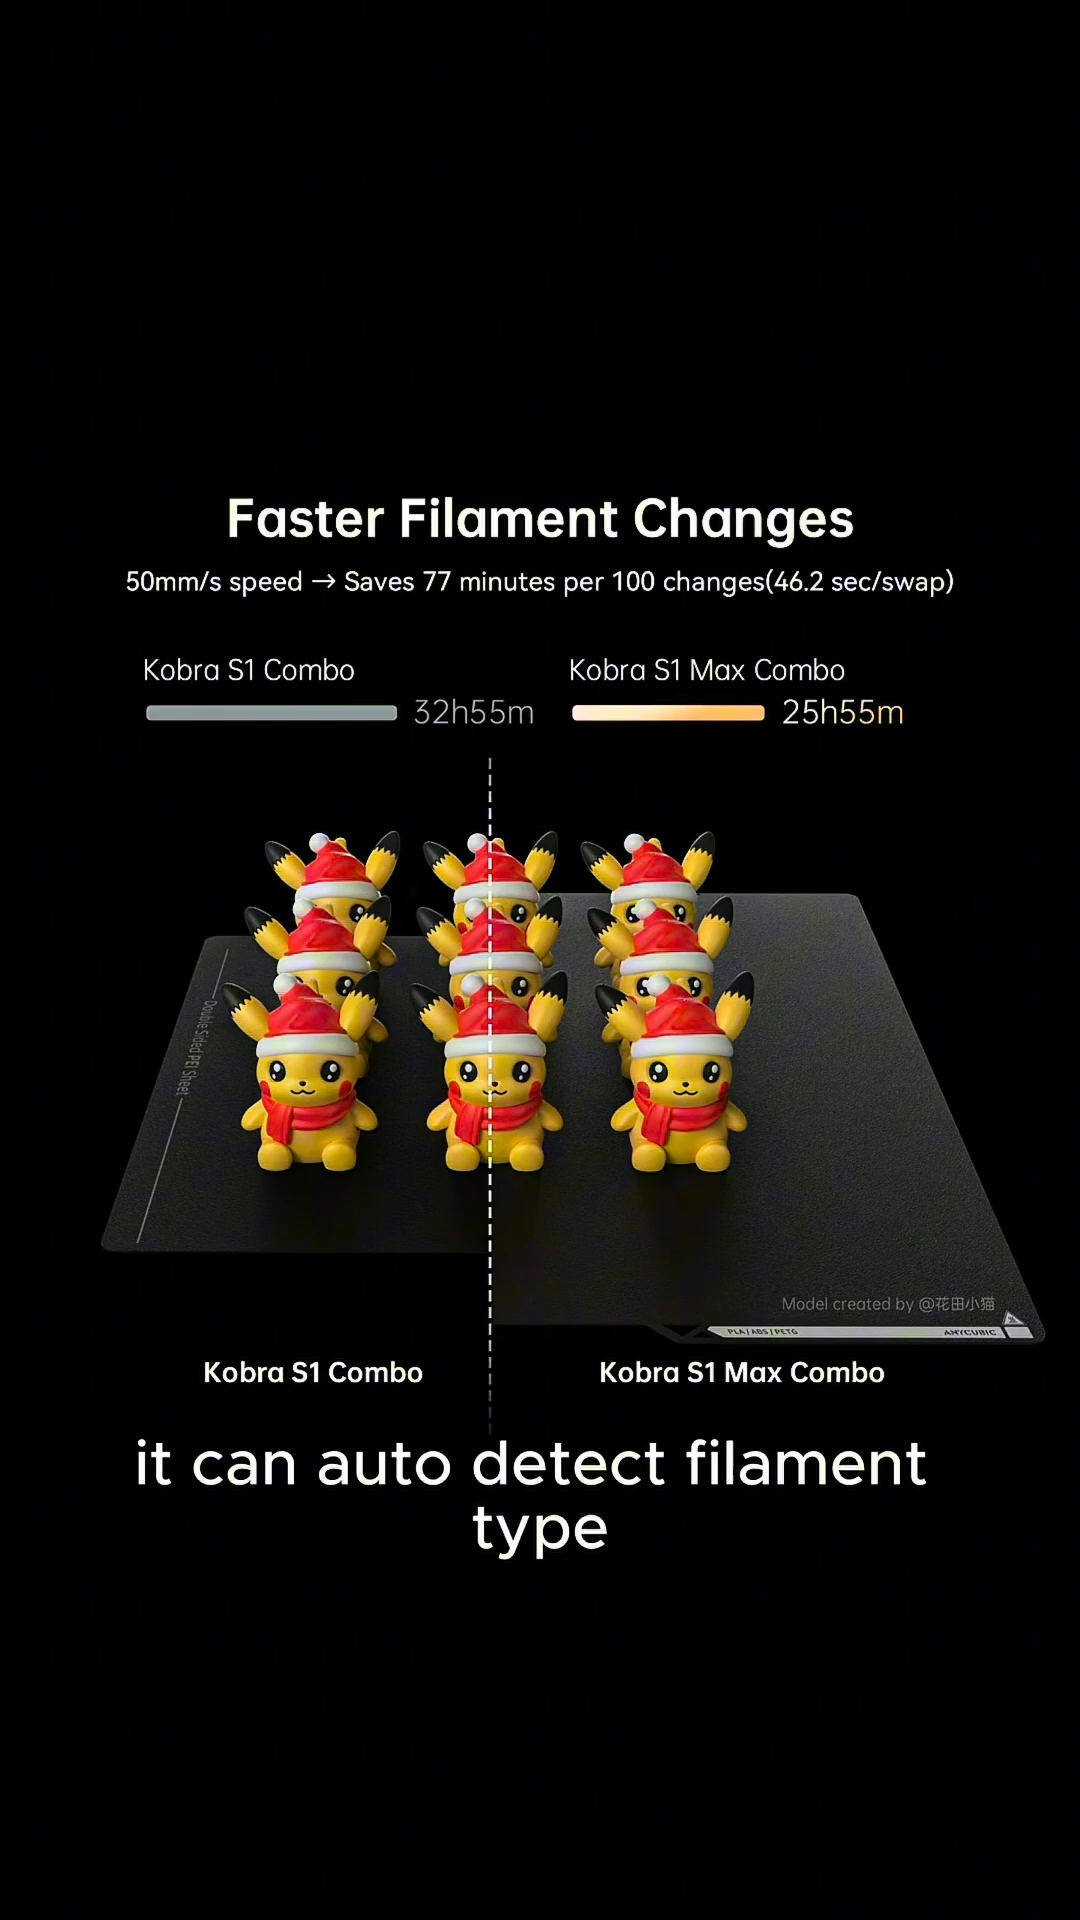 Faster Filament Changes
50mm/s speed → Saves 77 minutes per 100 changes(46.2 sec/swap)
Kobra S1 Combo
32h55m
Kobra S1 Max Combo
25h55m
Double Sided PEI Sheet
Model created by @花田小猫
PLA/ABS/PETG
ANYCUBIC
Kobra S1 Combo
Kobra S1 Max Combo
it can auto detect filament
type